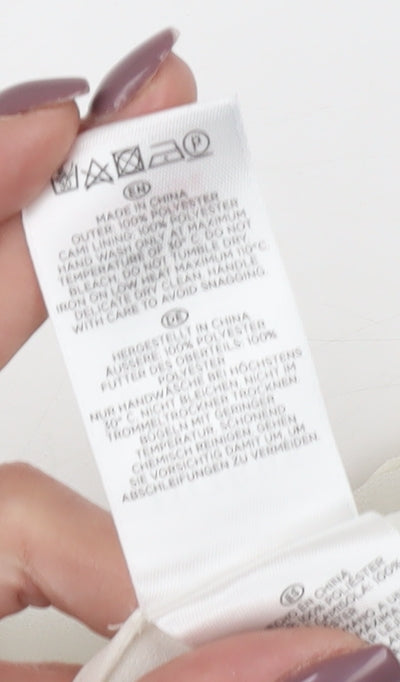 P
EN
MADE IN CHINA
OUTER: 100% POLYESTER
CAMI LINING: 100% POLYESTER
HAND WASH ONLY AT MAXIMUM
TEMPERATURE 30°C DO NOT
BLEACH DO NOT TUMBLE DRY
IRON ON LOW HEAT MAXIMUM 110°C
DELICATE DRY CLEAN, HANDLE
WITH CARE TO AVOID SNAGGING
DE
HERGESTELLT IN CHINA
ÄUSSERE 100% POLYESTER
FUTTER DES OBERTEILS 100%
POLYESTER
NUR HANDWÄSCHE BEI HÖCHSTENS
30°C. NICHT BLEICHEN. NICHT IM
TROMMELTROCKNER TROCKNEN.
BÜGELN MIT GERINGER
TEMPERATUR. SCHONEND
CHEMISCH REINIGEN. GEHEN
SIE VORSICHTIG DAMIT UM, UM
ABSCHLEIFUNGEN ZU VERMEIDEN.
ES
CHINA
POLYESTER
100%